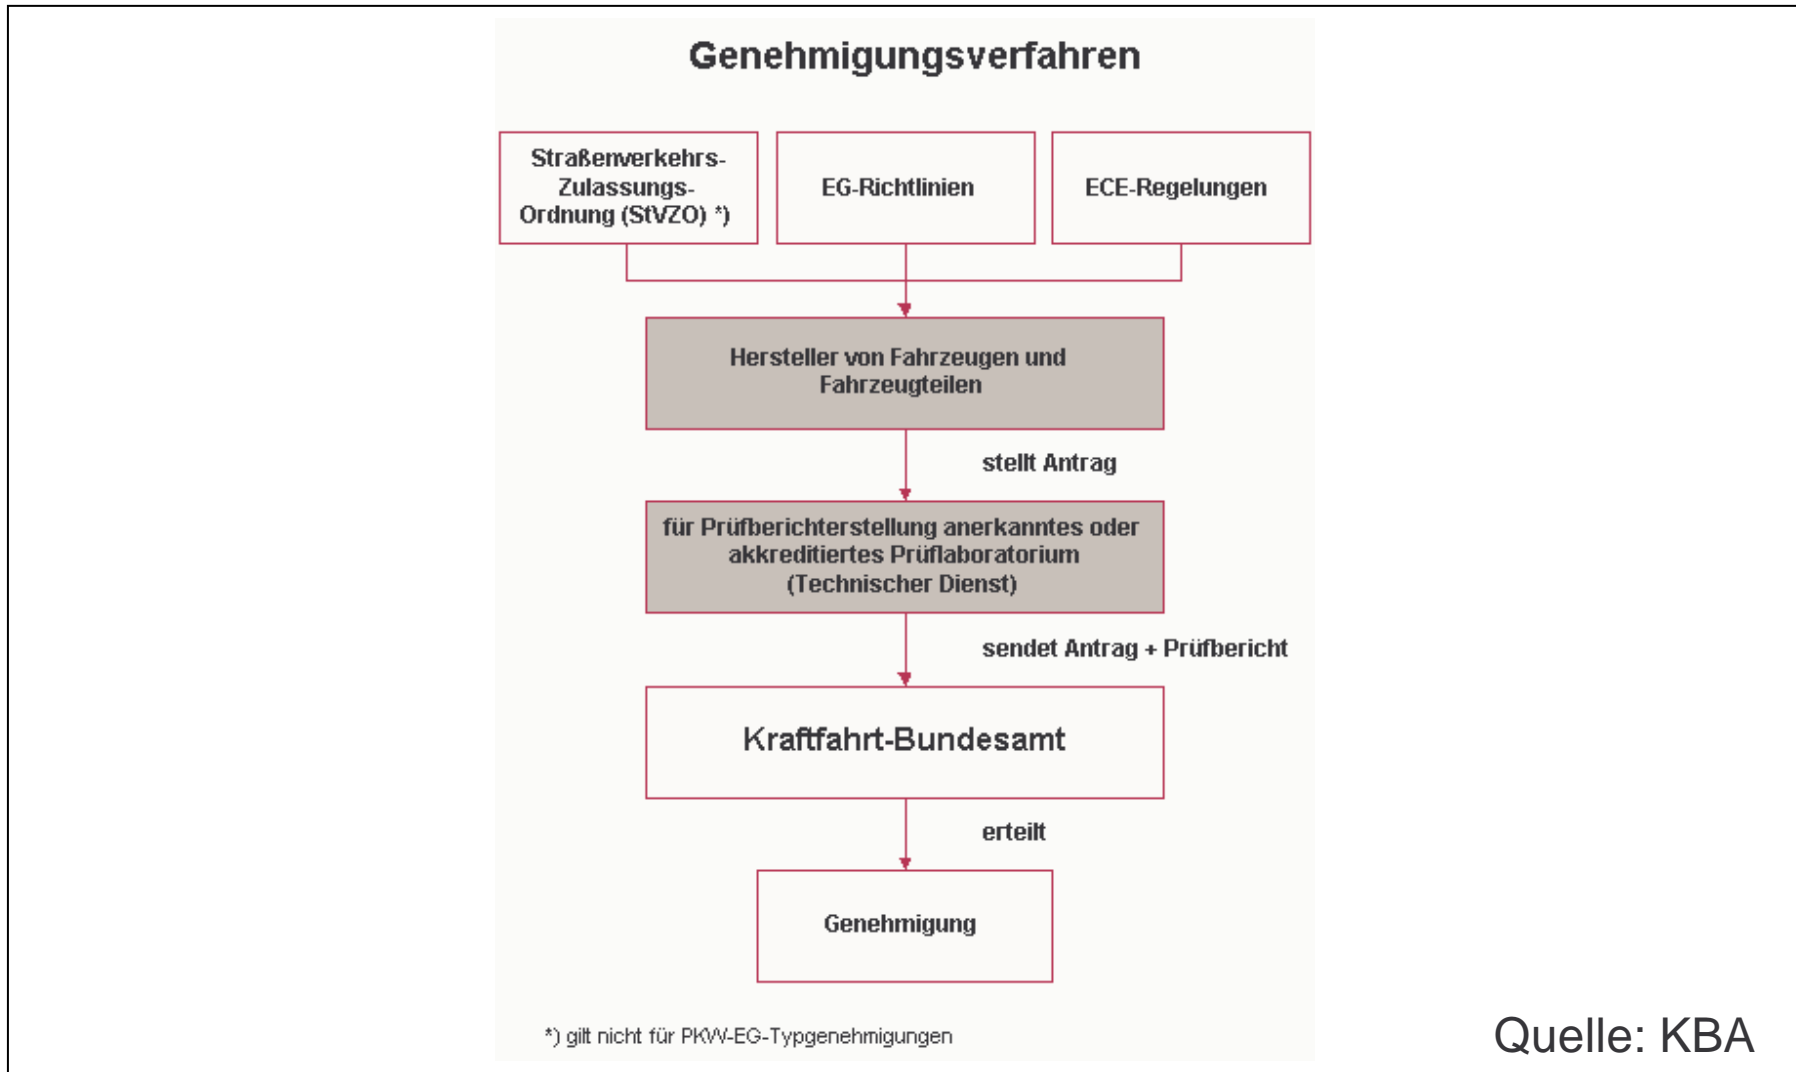 Genehmigungsverfahren
Straßenverkehrs-
Zulassungs-
Ordnung (StVZO) *)
EG-Richtlinien
ECE-Regelungen
Hersteller von Fahrzeugen und
Fahrzeugteilen
stellt Antrag
für Prüfberichterstellung anerkanntes oder
akkreditiertes Prüflaboratorium
(Technischer Dienst)
sendet Antrag + Prüfbericht
Kraftfahrt-Bundesamt
erteilt
Genehmigung
*) gilt nicht für PKW-EG-Typgenehmigungen
Quelle: KBA